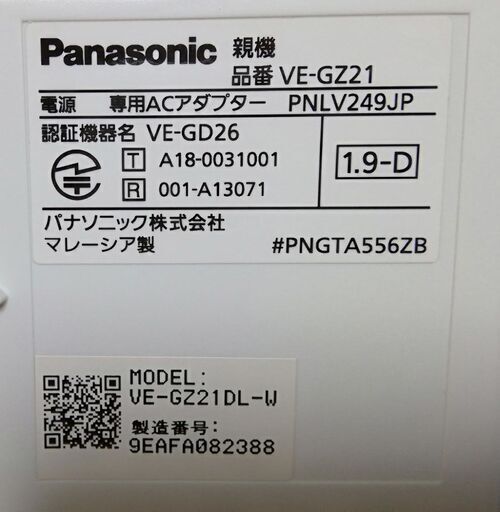 Panasonic 親機
品番 VE-GZ21
電源 専用ACアダプター PNLV249JP
認証機器名 VE-GD26
T A18-0031001
R 001-A13071
1.9-D
パナソニック株式会社
マレーシア製 #PNGTA556ZB
MODEL:
VE-GZ21DL-W
製造番号:
9EAFA082388